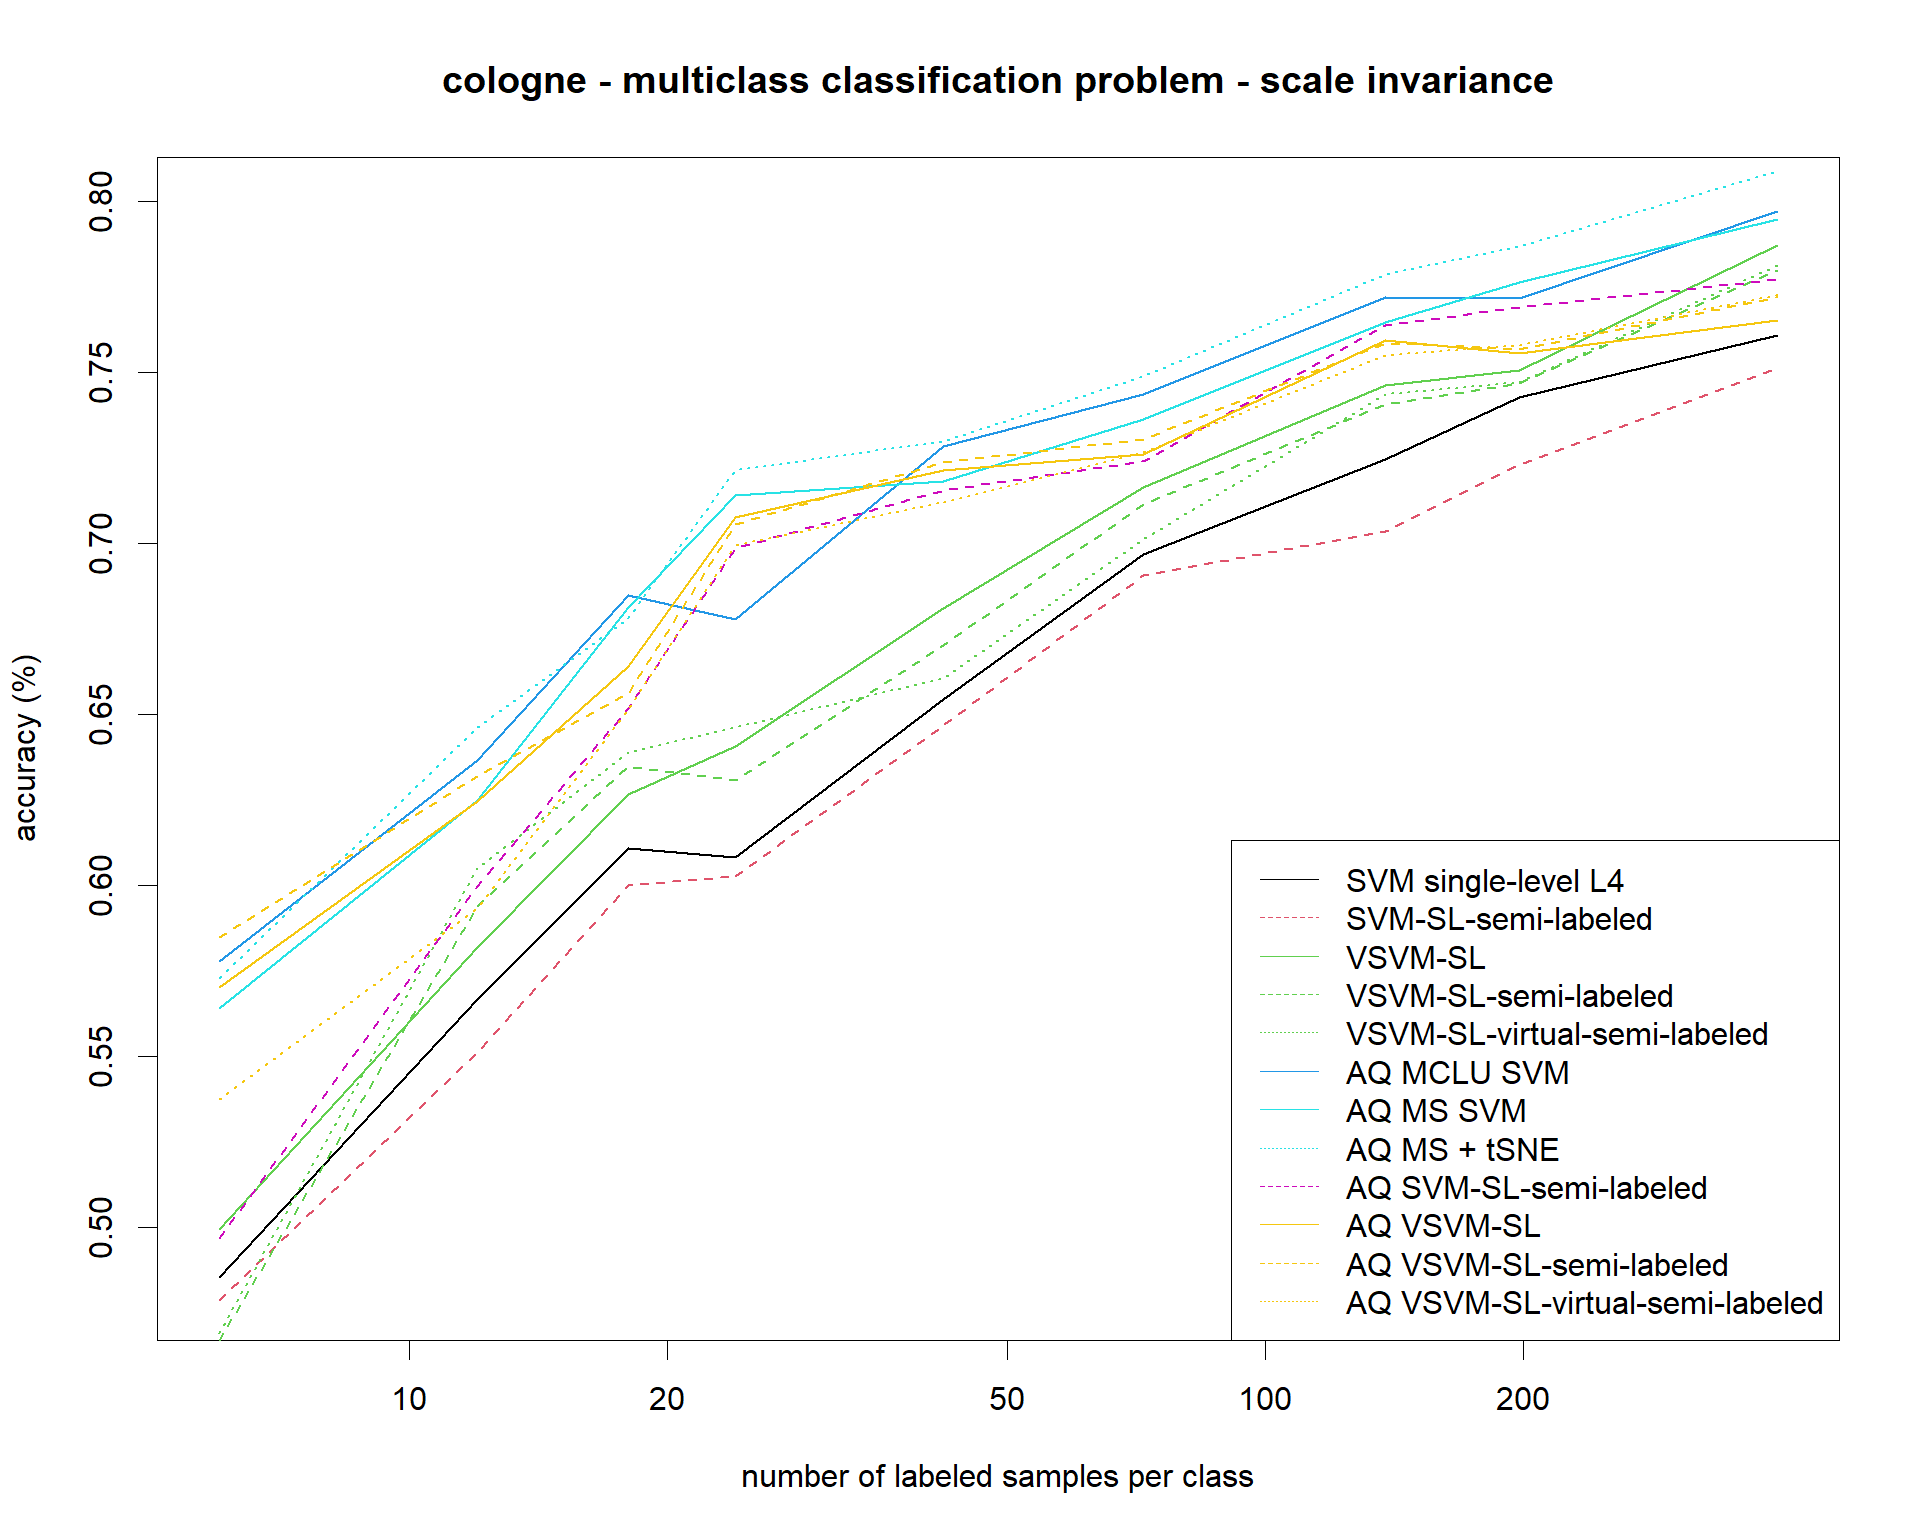 cologne - multiclass classification problem - scale invariance
accuracy (%)
0.80
0.75
0.70
0.65
0.60
0.55
0.50
SVM single-level L4
SVM-SL-semi-labeled
VSVM-SL
VSVM-SL-semi-labeled
VSVM-SL-virtual-semi-labeled
AQ MCLU SVM
AQ MS SVM
AQ MS + tSNE
AQ SVM-SL-semi-labeled
AQ VSVM-SL
AQ VSVM-SL-semi-labeled
AQ VSVM-SL-virtual-semi-labeled
10 20 50 100 200
number of labeled samples per class